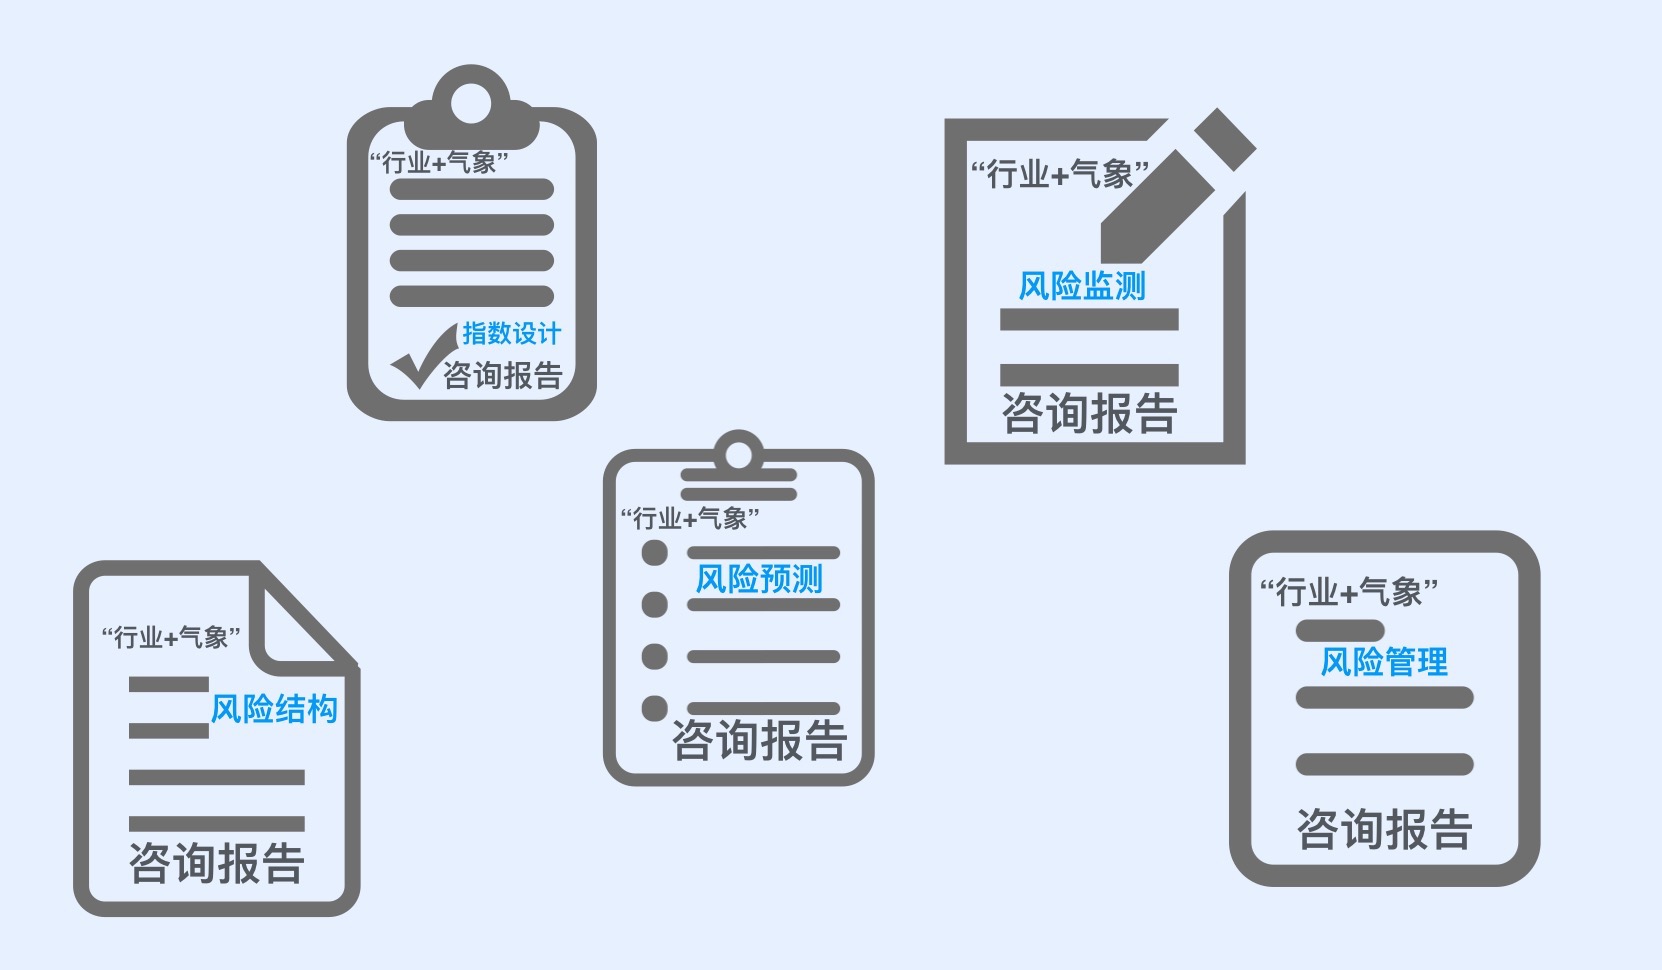 “行业+气象”
指数设计
咨询报告
“行业+气象”
风险监测
咨询报告
“行业+气象”
风险预测
咨询报告
“行业+气象”
风险结构
咨询报告
“行业+气象”
风险管理
咨询报告